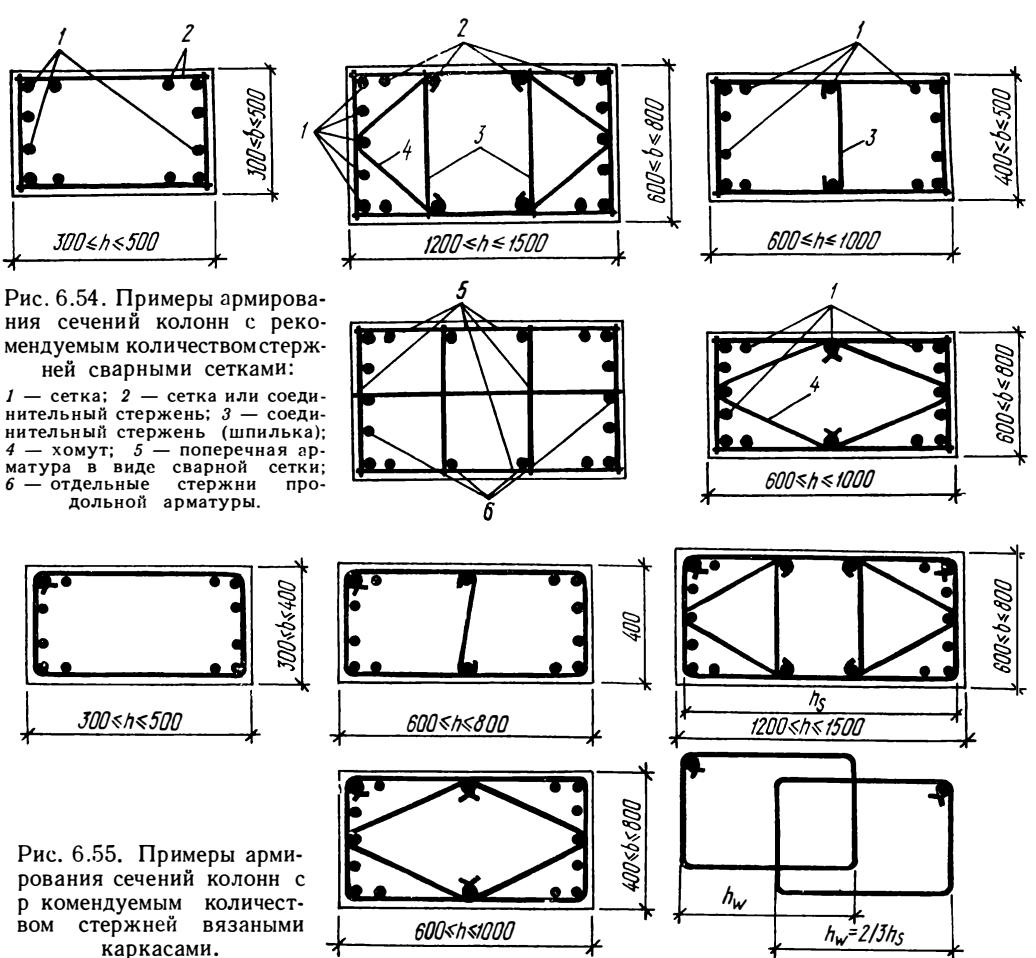 1
2
300≤b≤500
300≤h≤500
2
1
3
4
600≤b≤800
1200≤h≤1500
1
3
400≤b≤500
600≤h≤1000
Рис. 6.54. Примеры армирова-
ния сечений колонн с реко-
мендуемым количеством стерж-
ней сварными сетками:
1 — сетка; 2 — сетка или соеди-
нительный стержень; 3 — соеди-
нительный стержень (шпилька);
4 — хомут; 5 — поперечная ар-
матура в виде сварной сетки;
6 — отдельные стержни про-
дольной арматуры.
5
6
1
4
600≤b≤800
600≤h≤1000
300≤b≤400
300≤h≤500
400
600≤h≤800
600≤b≤800
hs
1200≤h≤1500
Рис. 6.55. Примеры арми-
рования сечений колонн с
р комендуемым количест-
вом стержней вязаными
каркасами.
400≤b≤800
600≤h≤1000
hw
hw=2/3hs